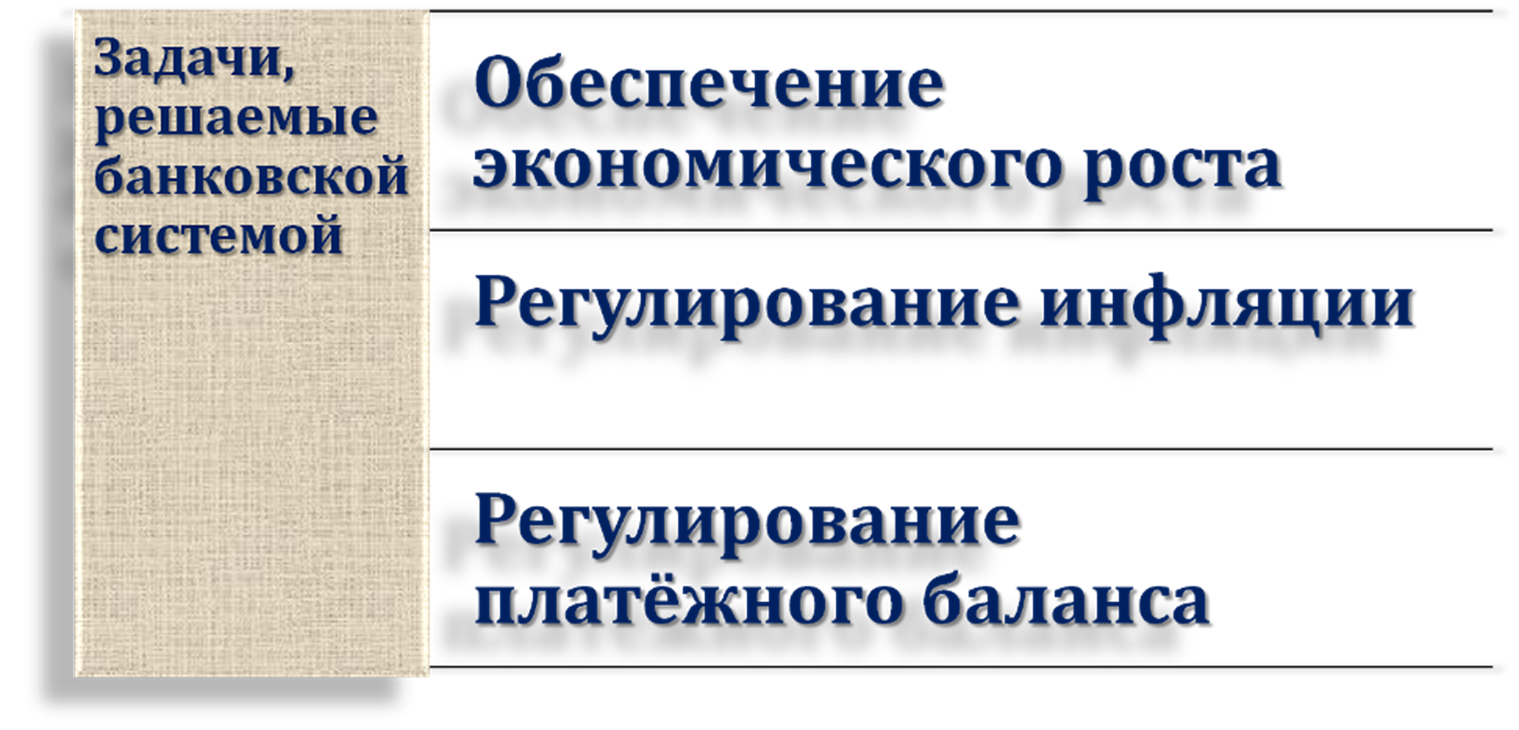 Задачи,
решаемые
банковской
системой
Обеспечение
экономического роста
Регулирование инфляции
Регулирование
платёжного баланса